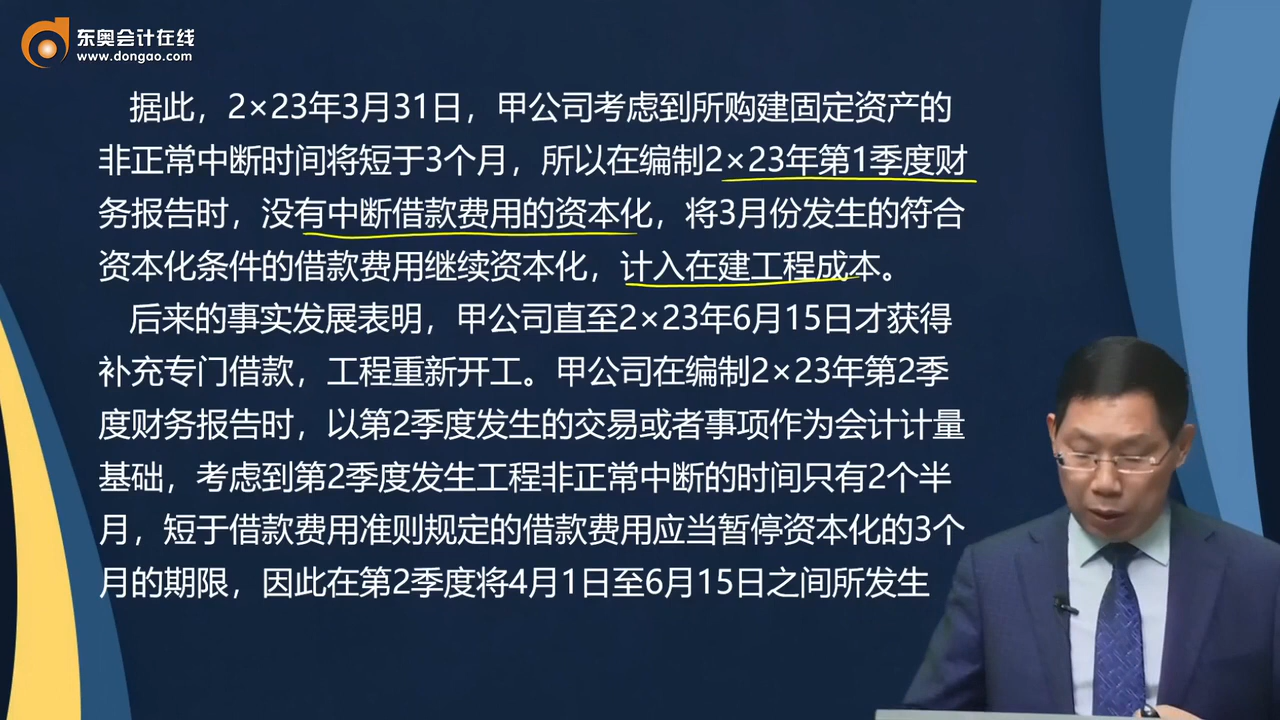 东奥会计在线
www.dongao.com
据此，2×23年3月31日，甲公司考虑到所购建固定资产的
非正常中断时间将短于3个月，所以在编制2×23年第1季度财
务报告时，没有中断借款费用的资本化，将3月份发生的符合
资本化条件的借款费用继续资本化，计入在建工程成本。
后来的事实发展表明，甲公司直至2×23年6月15日才获得
补充专门借款，工程重新开工。甲公司在编制2×23年第2季
度财务报告时，以第2季度发生的交易或者事项作为会计计量
基础，考虑到第2季度发生工程非正常中断的时间只有2个半
月，短于借款费用准则规定的借款费用应当暂停资本化的3个
月的期限，因此在第2季度将4月1日至6月15日之间所发生